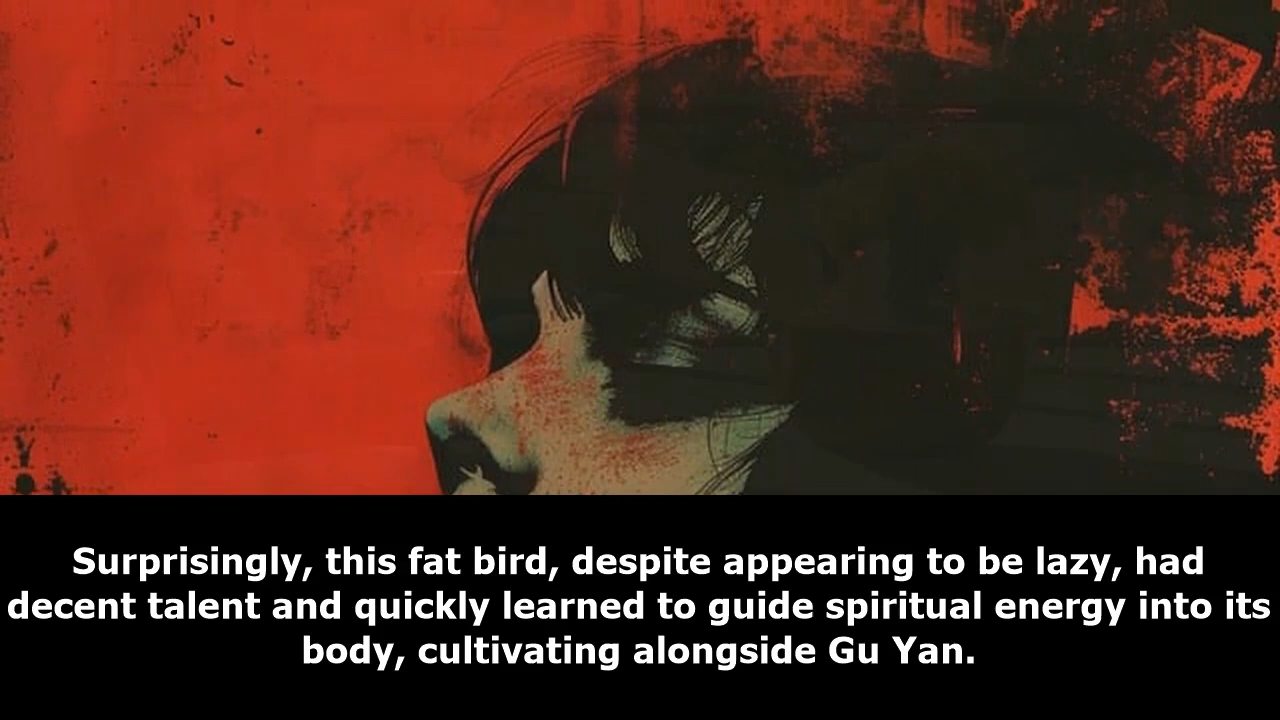 Surprisingly, this fat bird, despite appearing to be lazy, had
decent talent and quickly learned to guide spiritual energy into its
body, cultivating alongside Gu Yan.